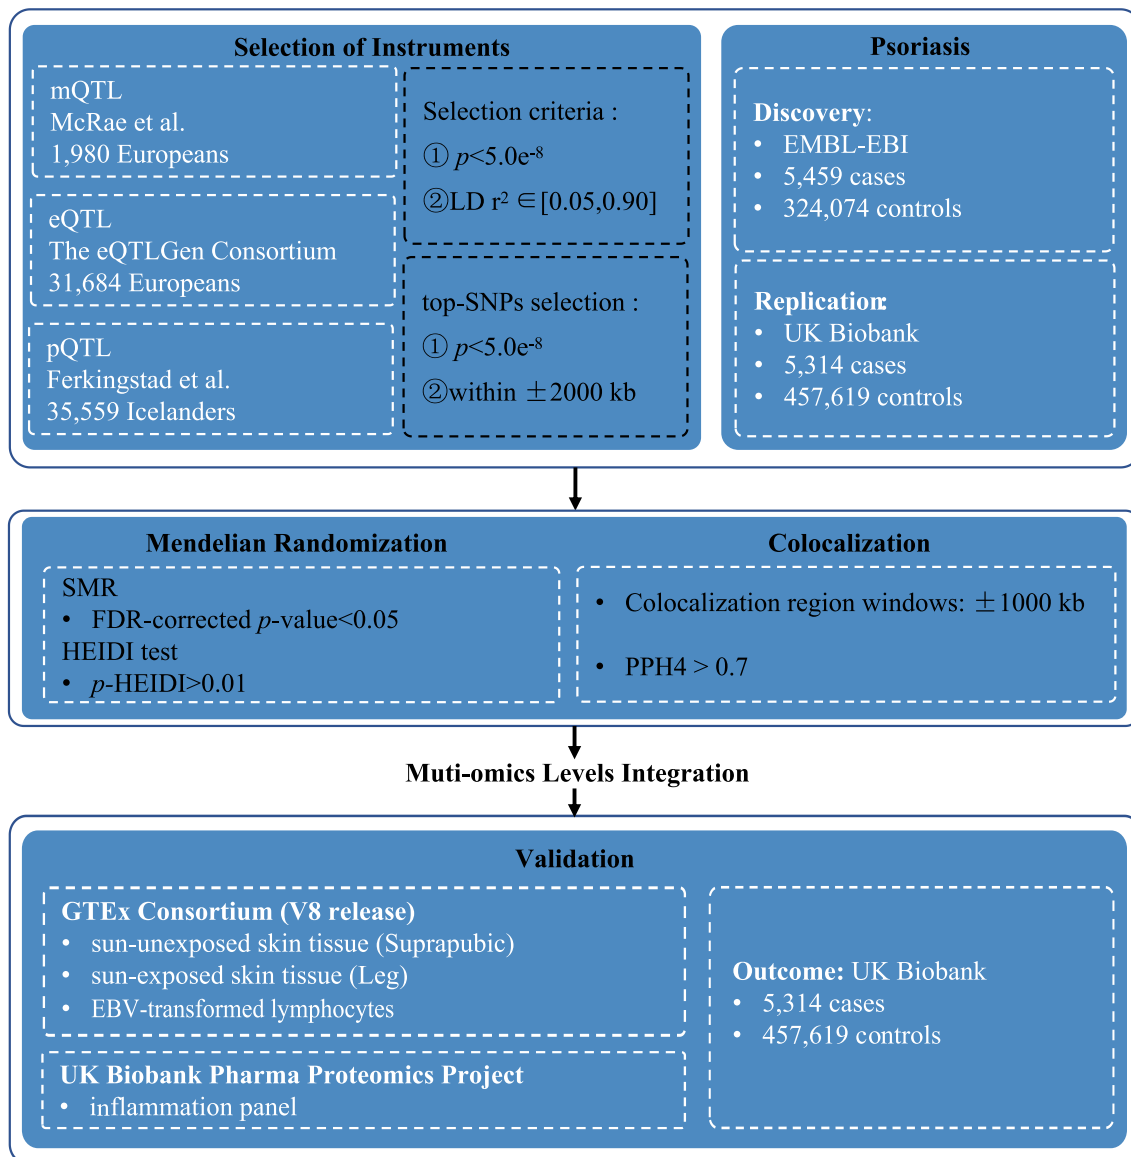 Selection of Instruments
mQTL
McRae et al.
1,980 Europeans
eQTL
The eQTLGen Consortium
31,684 Europeans
pQTL
Ferkingstad et al.
35,559 Icelanders
Selection criteria :
① p<5.0e⁻⁸
②LD r² ∈[0.05,0.90]
top-SNPs selection :
① p<5.0e⁻⁸
②within ±2000 kb
Psoriasis
Discovery:
• EMBL-EBI
• 5,459 cases
• 324,074 controls
Replication:
• UK Biobank
• 5,314 cases
• 457,619 controls
Mendelian Randomization
SMR
• FDR-corrected p-value<0.05
HEIDI test
• p-HEIDI>0.01
Colocalization
• Colocalization region windows: ±1000 kb
• PPH4 > 0.7
Muti-omics Levels Integration
Validation
GTEx Consortium (V8 release)
• sun-unexposed skin tissue (Suprapubic)
• sun-exposed skin tissue (Leg)
• EBV-transformed lymphocytes
UK Biobank Pharma Proteomics Project
• inflammation panel
Outcome: UK Biobank
• 5,314 cases
• 457,619 controls